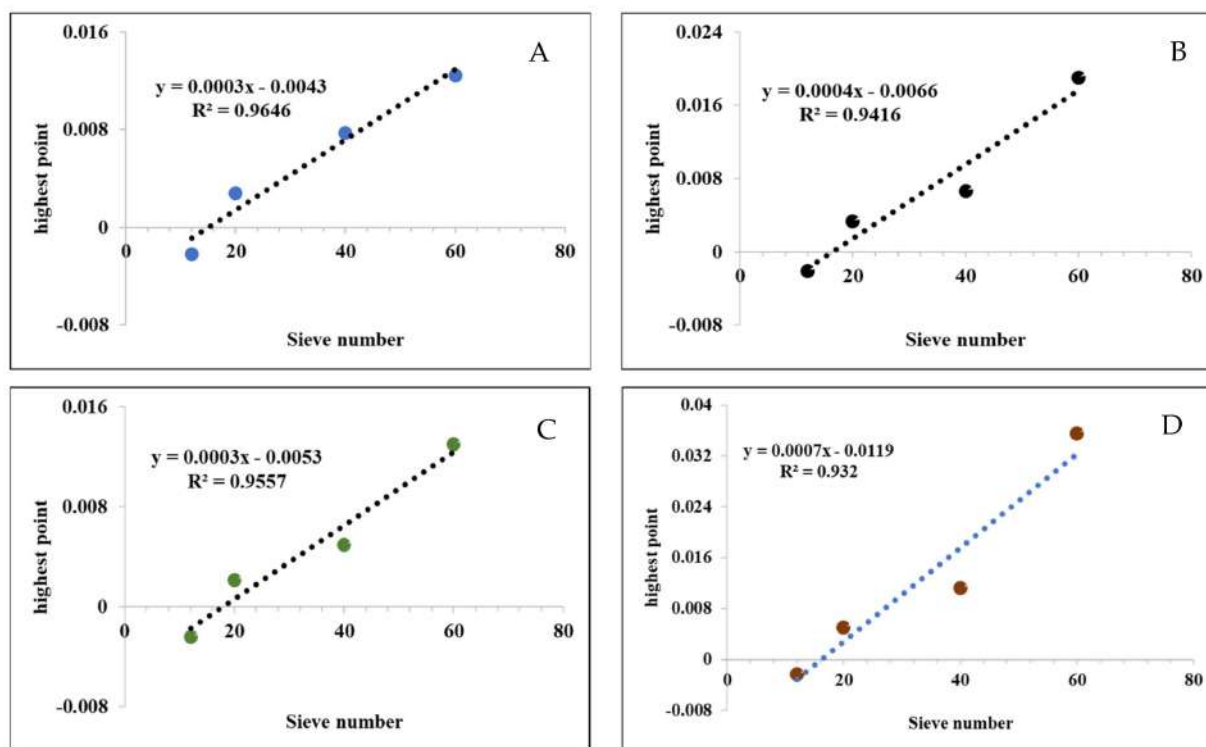 A
0.016
0.008
0
-0.008
0 20 40 60 80
y = 0.0003x - 0.0043
R² = 0.9646
highest point
Sieve number
B
0.024
0.016
0.008
0
-0.008
0 20 40 60 80
y = 0.0004x - 0.0066
R² = 0.9416
highest point
Sieve number
C
0.016
0.008
0
-0.008
0 20 40 60 80
y = 0.0003x - 0.0053
R² = 0.9557
highest point
Sieve number
D
0.04
0.032
0.024
0.016
0.008
0
-0.008
0 20 40 60 80
y = 0.0007x - 0.0119
R² = 0.932
highest point
Sieve number